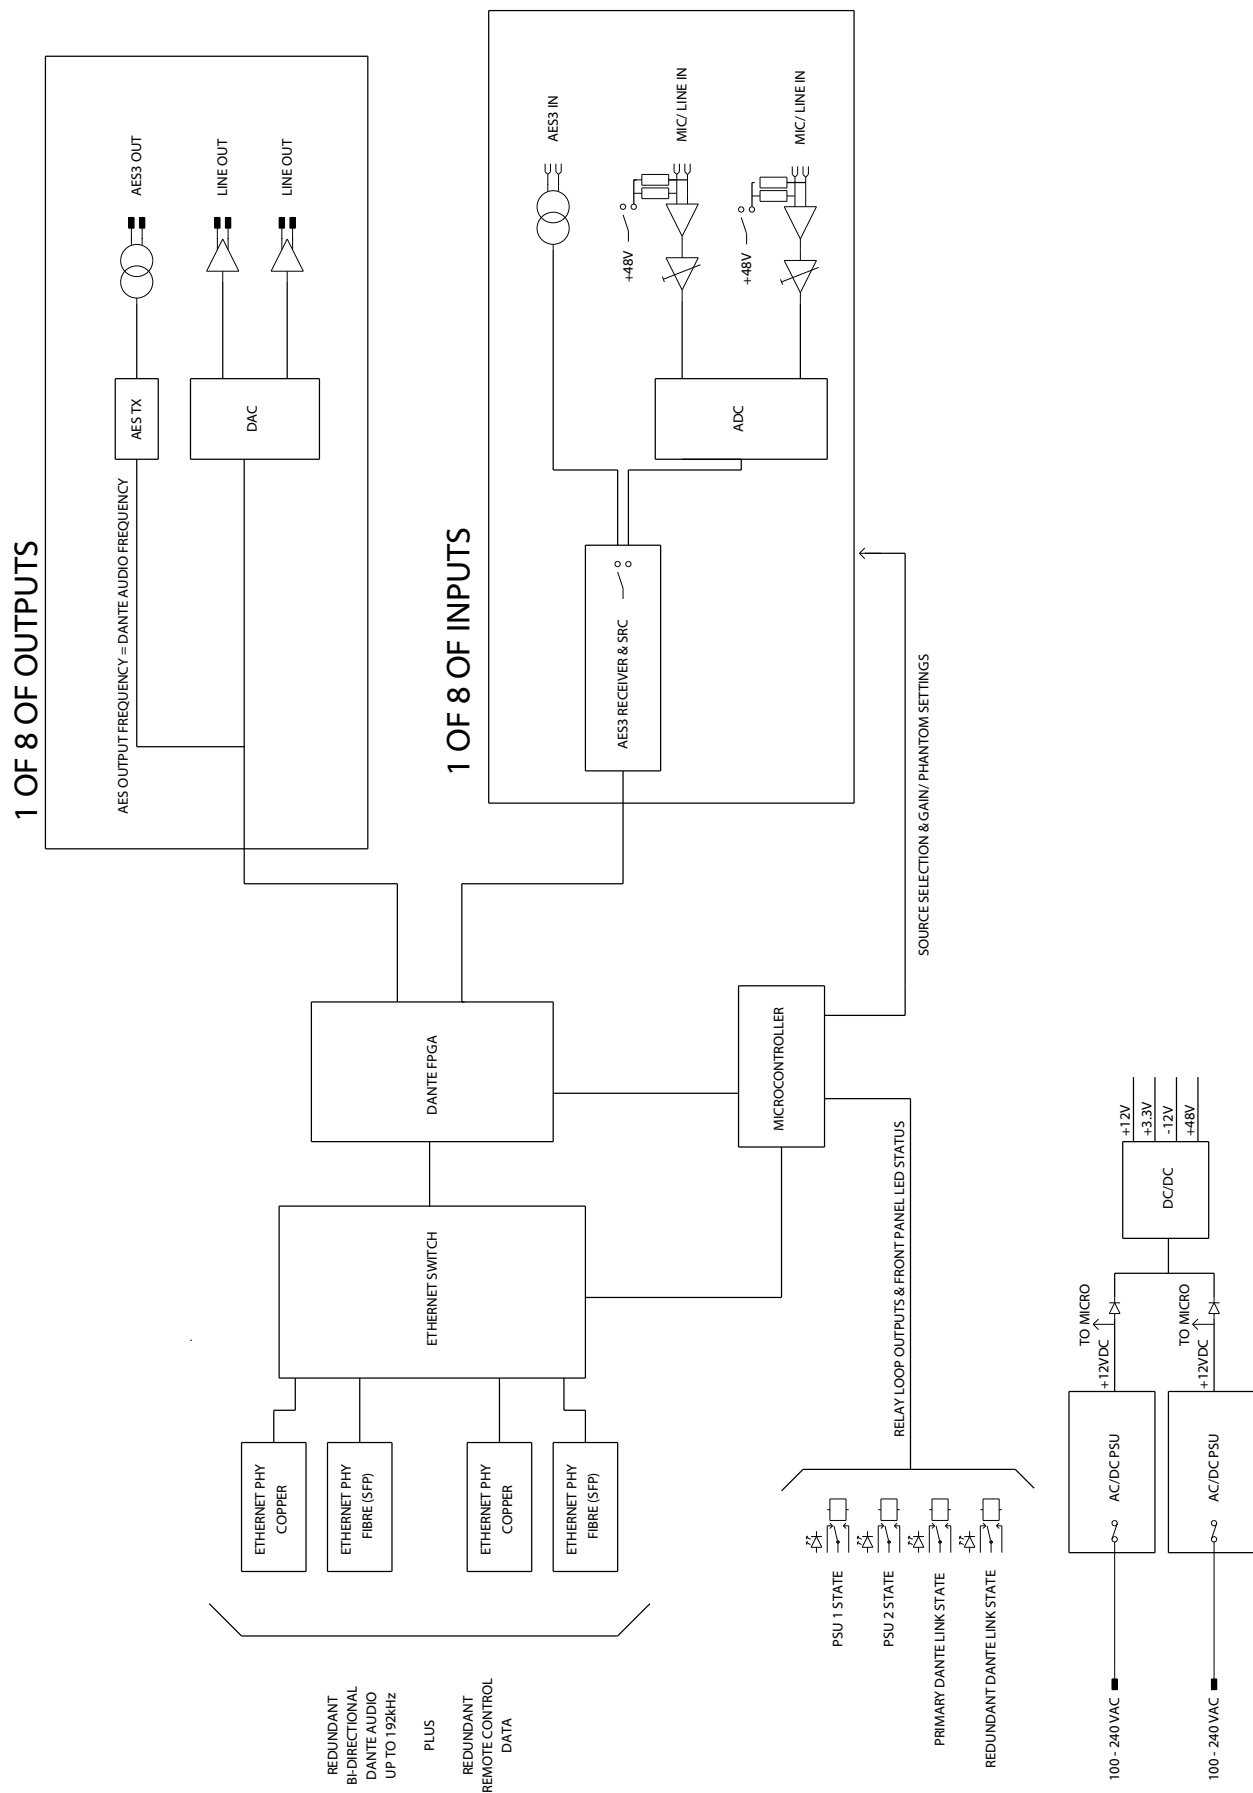 1 OF 8 OF OUTPUTS
AES OUTPUT FREQUENCY = DANTE AUDIO FREQUENCY
AES TX
AES3 OUT
DAC
LINE OUT
LINE OUT
1 OF 8 OF INPUTS
AES3 RECEIVER & SRC
AES3 IN
ADC
+48V
MIC/ LINE IN
+48V
MIC/ LINE IN
SOURCE SELECTION & GAIN/ PHANTOM SETTINGS
DANTE FPGA
MICROCONTROLLER
ETHERNET SWITCH
ETHERNET PHY
COPPER
ETHERNET PHY
FIBRE (SFP)
ETHERNET PHY
COPPER
ETHERNET PHY
FIBRE (SFP)
REDUNDANT
BI-DIRECTIONAL
DANTE AUDIO
UP TO 192kHz
PLUS
REDUNDANT
REMOTE CONTROL
DATA
RELAY LOOP OUTPUTS & FRONT PANEL LED STATUS
PSU 1 STATE
PSU 2 STATE
PRIMARY DANTE LINK STATE
REDUNDANT DANTE LINK STATE
100 - 240 VAC
AC/DC PSU
+12VDC
TO MICRO
100 - 240 VAC
AC/DC PSU
+12VDC
TO MICRO
DC/DC
+12V
+3.3V
-12V
+48V